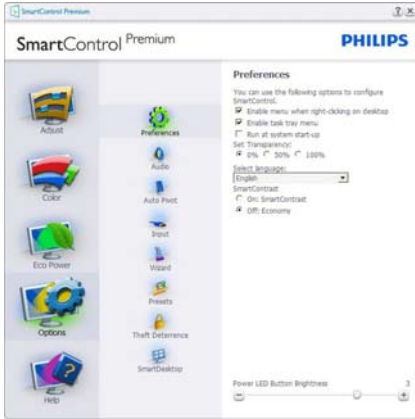 SmartControl Premium
SmartControl Premium
PHILIPS
Adjust
Color
Eco Power
Options
Help
Preferences
Audio
Auto Pivot
Input
Wizard
Presets
Theft Deterrence
SmartDesktop
Preferences
You can use the following options to configure
SmartControl.
Enable menu when right-clicking on desktop
Enable task tray menu
Run at system start-up
Set Transparency:
0% 50% 100%
Select language:
English
SmartContrast
On: SmartContrast
Off: Economy
Power LED Button Brightness 3